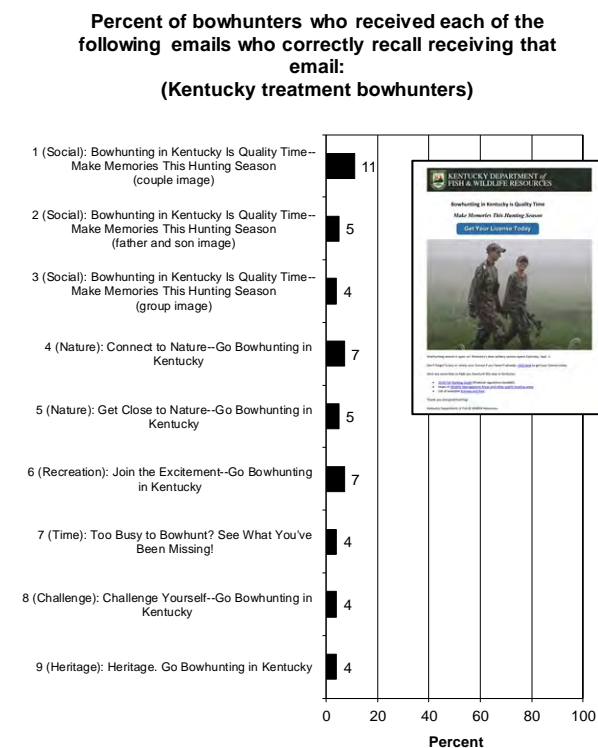 Percent of bowhunters who received each of the
following emails who correctly recall receiving that
email:
(Kentucky treatment bowhunters)
1 (Social): Bowhunting in Kentucky Is Quality Time--
Make Memories This Hunting Season
(couple image)
11
2 (Social): Bowhunting in Kentucky Is Quality Time--
Make Memories This Hunting Season
(father and son image)
5
3 (Social): Bowhunting in Kentucky Is Quality Time--
Make Memories This Hunting Season
(group image)
4
4 (Nature): Connect to Nature--Go Bowhunting in
Kentucky
7
5 (Nature): Get Close to Nature--Go Bowhunting in
Kentucky
5
6 (Recreation): Join the Excitement--Go Bowhunting
in Kentucky
7
7 (Time): Too Busy to Bowhunt? See What You've
Been Missing!
4
8 (Challenge): Challenge Yourself--Go Bowhunting in
Kentucky
4
9 (Heritage): Heritage. Go Bowhunting in Kentucky
4
0 20 40 60 80 100
Percent
KENTUCKY DEPARTMENT of
FISH & WILDLIFE RESOURCES
Bowhunting in Kentucky Is Quality Time
Make Memories This Hunting Season
Get Your License Today